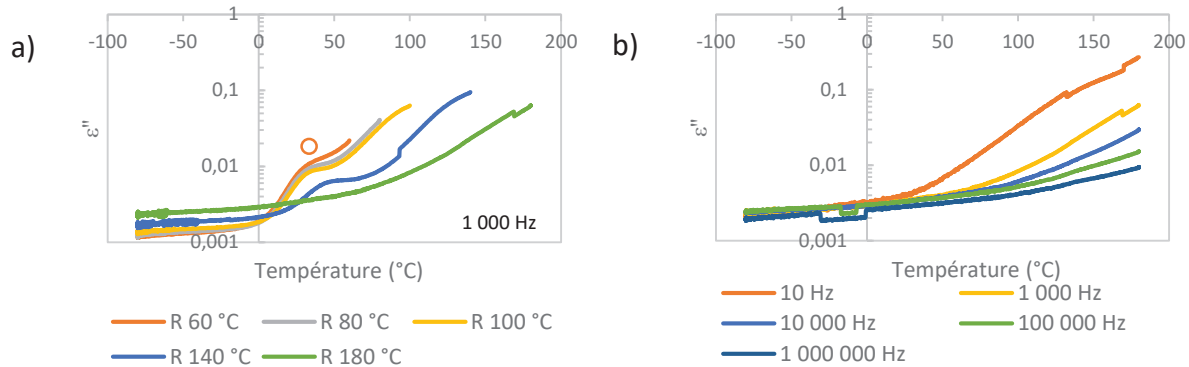 a)
1
-100 -50 0 50 100 150 200
0,1
0,01
0,001
ε''
1 000 Hz
Température (°C)
R 60 °C R 80 °C R 100 °C
R 140 °C R 180 °C
b)
1
-100 -50 0 50 100 150 200
0,1
0,01
0,001
ε''
Température (°C)
10 Hz 1 000 Hz
10 000 Hz 100 000 Hz
1 000 000 Hz